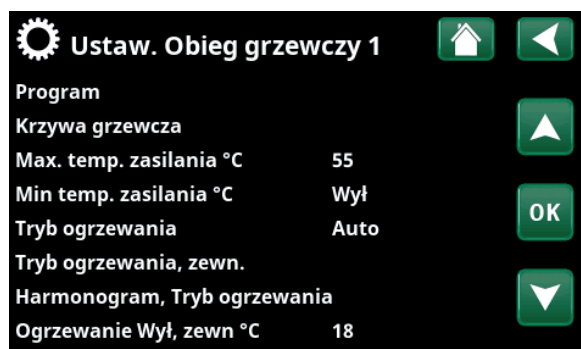 Ustaw. Obieg grzewczy 1
Program
Krzywa grzewcza
Max. temp. zasilania °C 55
Min temp. zasilania °C Wył
Tryb ogrzewania Auto
OK
Tryb ogrzewania, zewn.
Harmonogram, Tryb ogrzewania
Ogrzewanie Wył, zewn °C 18